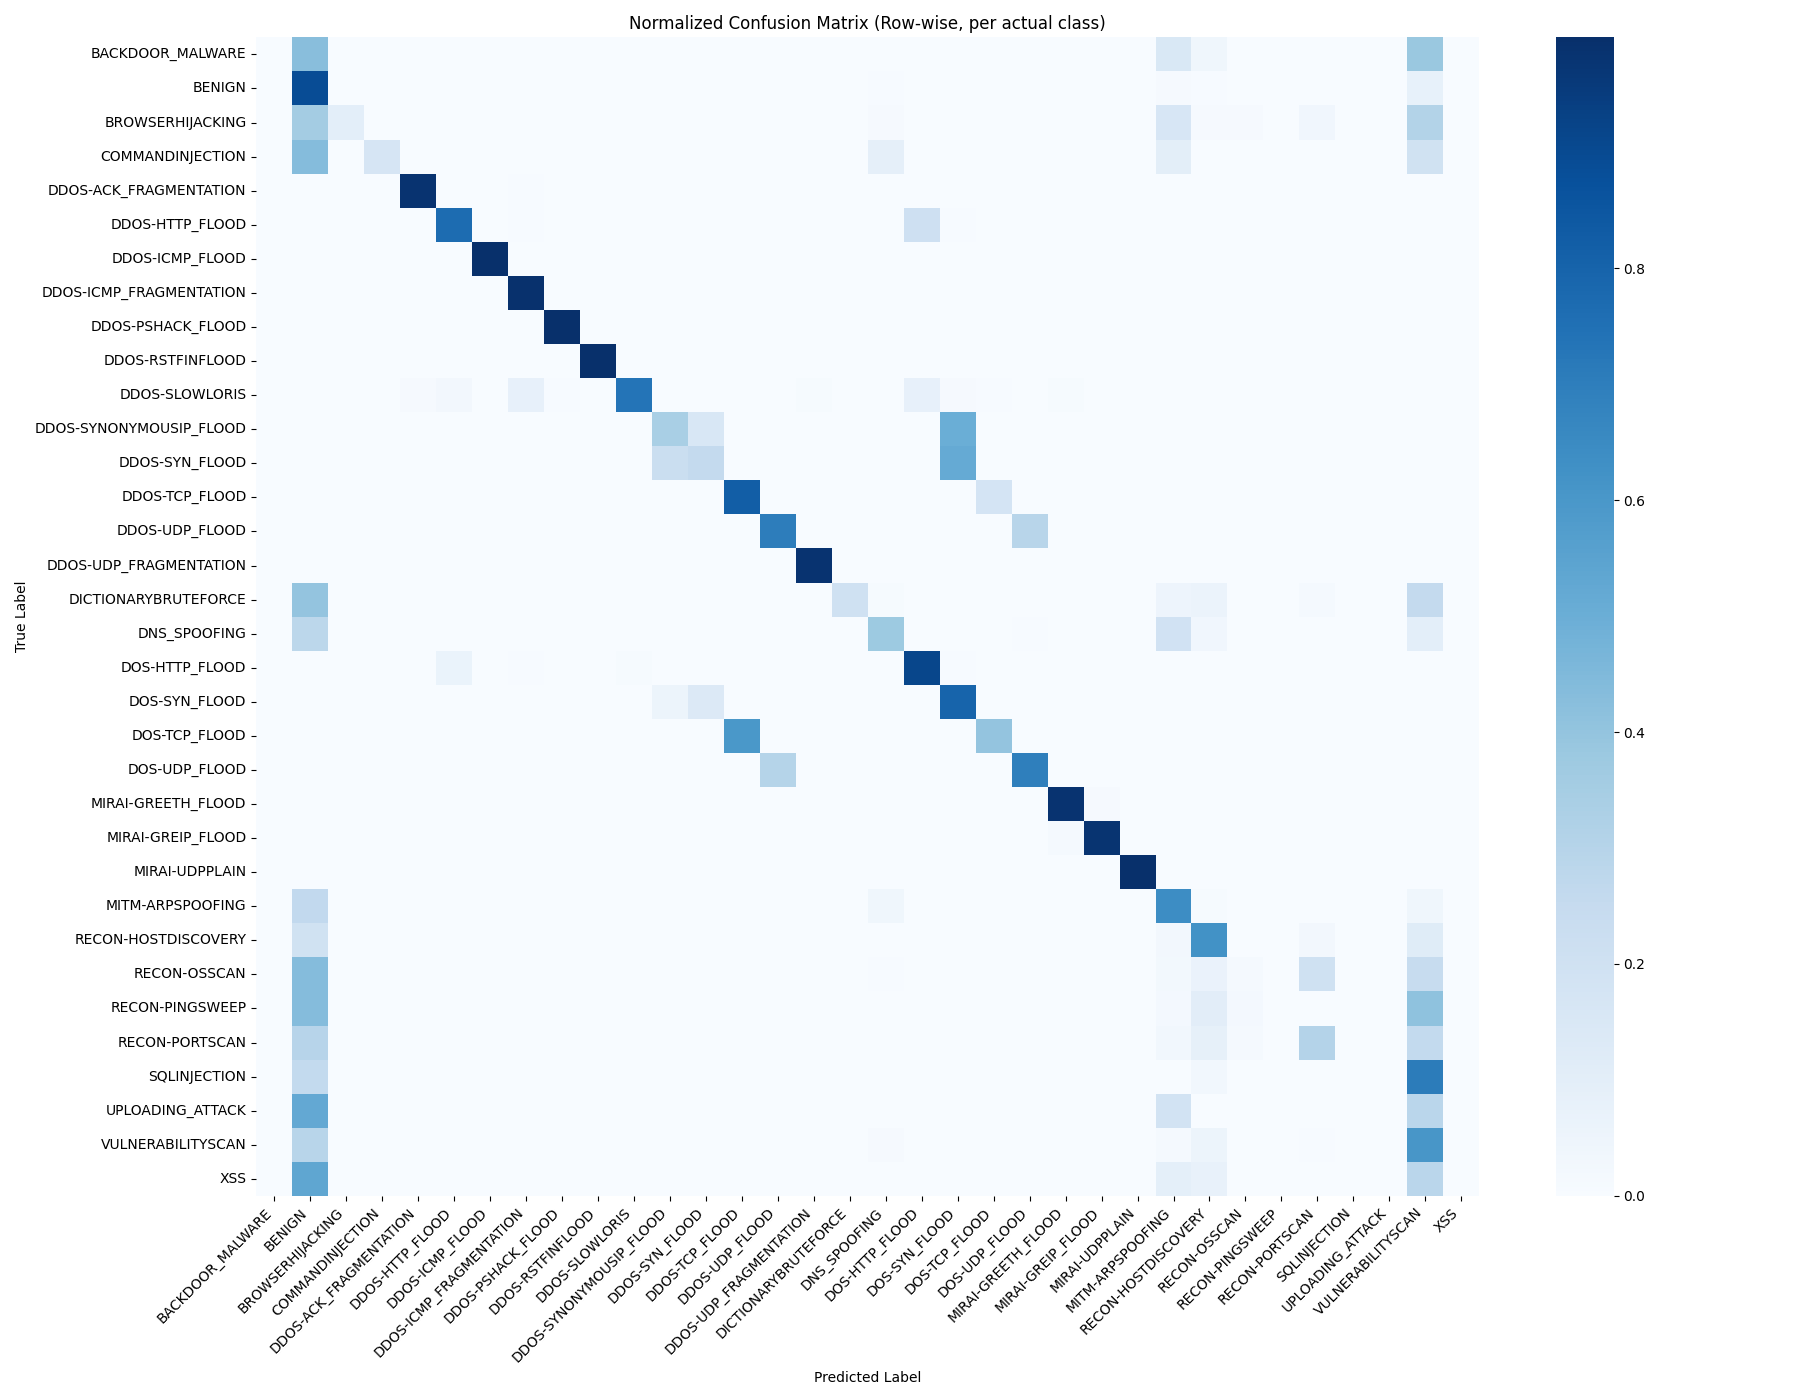 Normalized Confusion Matrix (Row-wise, per actual class)
True Label
BACKDOOR_MALWARE
BENIGN
BROWSERHIJACKING
COMMANDINJECTION
DDOS-ACK_FRAGMENTATION
DDOS-HTTP_FLOOD
DDOS-ICMP_FLOOD
DDOS-ICMP_FRAGMENTATION
DDOS-PSHACK_FLOOD
DDOS-RSTFINFLOOD
DDOS-SLOWLORIS
DDOS-SYNONYMOUSIP_FLOOD
DDOS-SYN_FLOOD
DDOS-TCP_FLOOD
DDOS-UDP_FLOOD
DDOS-UDP_FRAGMENTATION
DICTIONARYBRUTEFORCE
DNS_SPOOFING
DOS-HTTP_FLOOD
DOS-SYN_FLOOD
DOS-TCP_FLOOD
DOS-UDP_FLOOD
MIRAI-GREETH_FLOOD
MIRAI-GREIP_FLOOD
MIRAI-UDPPLAIN
MITM-ARPSPOOFING
RECON-HOSTDISCOVERY
RECON-OSSCAN
RECON-PINGSWEEP
RECON-PORTSCAN
SQLINJECTION
UPLOADING_ATTACK
VULNERABILITYSCAN
XSS
BACKDOOR_MALWARE
BENIGN
BROWSERHIJACKING
COMMANDINJECTION
DDOS-ACK_FRAGMENTATION
DDOS-HTTP_FLOOD
DDOS-ICMP_FLOOD
DDOS-ICMP_FRAGMENTATION
DDOS-PSHACK_FLOOD
DDOS-RSTFINFLOOD
DDOS-SLOWLORIS
DDOS-SYNONYMOUSIP_FLOOD
DDOS-SYN_FLOOD
DDOS-TCP_FLOOD
DDOS-UDP_FLOOD
DDOS-UDP_FRAGMENTATION
DICTIONARYBRUTEFORCE
DNS_SPOOFING
DOS-HTTP_FLOOD
DOS-SYN_FLOOD
DOS-TCP_FLOOD
DOS-UDP_FLOOD
MIRAI-GREETH_FLOOD
MIRAI-GREIP_FLOOD
MIRAI-UDPPLAIN
MITM-ARPSPOOFING
RECON-HOSTDISCOVERY
RECON-OSSCAN
RECON-PINGSWEEP
RECON-PORTSCAN
SQLINJECTION
UPLOADING_ATTACK
VULNERABILITYSCAN
XSS
Predicted Label
0.8
0.6
0.4
0.2
0.0